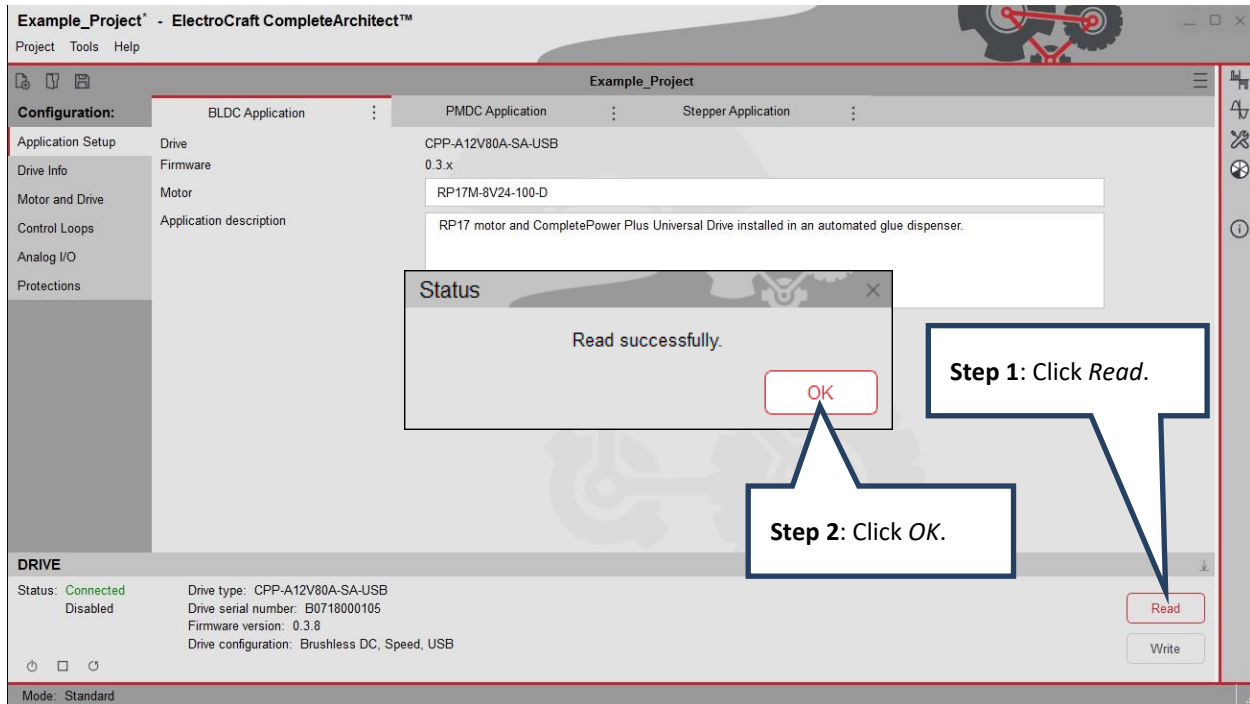 Example_Project* - ElectroCraft CompleteArchitect™
Project Tools Help
Example_Project
Configuration:
BLDC Application
PMDC Application
Stepper Application
Application Setup
Drive Info
Motor and Drive
Control Loops
Analog I/O
Protections
Drive CPP-A12V80A-SA-USB
Firmware 0.3.x
Motor RP17M-8V24-100-D
Application description RP17 motor and CompletePower Plus Universal Drive installed in an automated glue dispenser.
Status
Read successfully.
OK
Step 1: Click Read.
Step 2: Click OK.
DRIVE
Status: Connected
Disabled
Drive type: CPP-A12V80A-SA-USB
Drive serial number: B0718000105
Firmware version: 0.3.8
Drive configuration: Brushless DC, Speed, USB
Read
Write
Mode: Standard